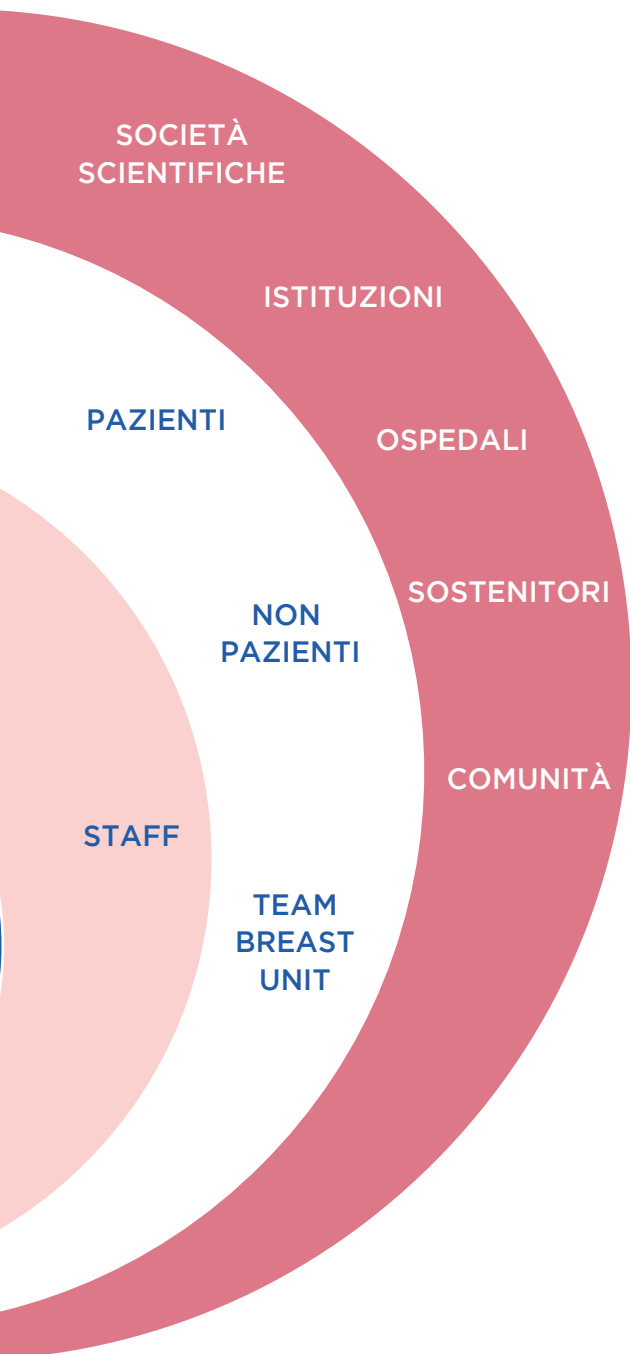 SOCIETÀ
SCIENTIFICHE
ISTITUZIONI
PAZIENTI
OSPEDALI
SOSTENITORI
NON
PAZIENTI
COMUNITÀ
STAFF
TEAM
BREAST
UNIT